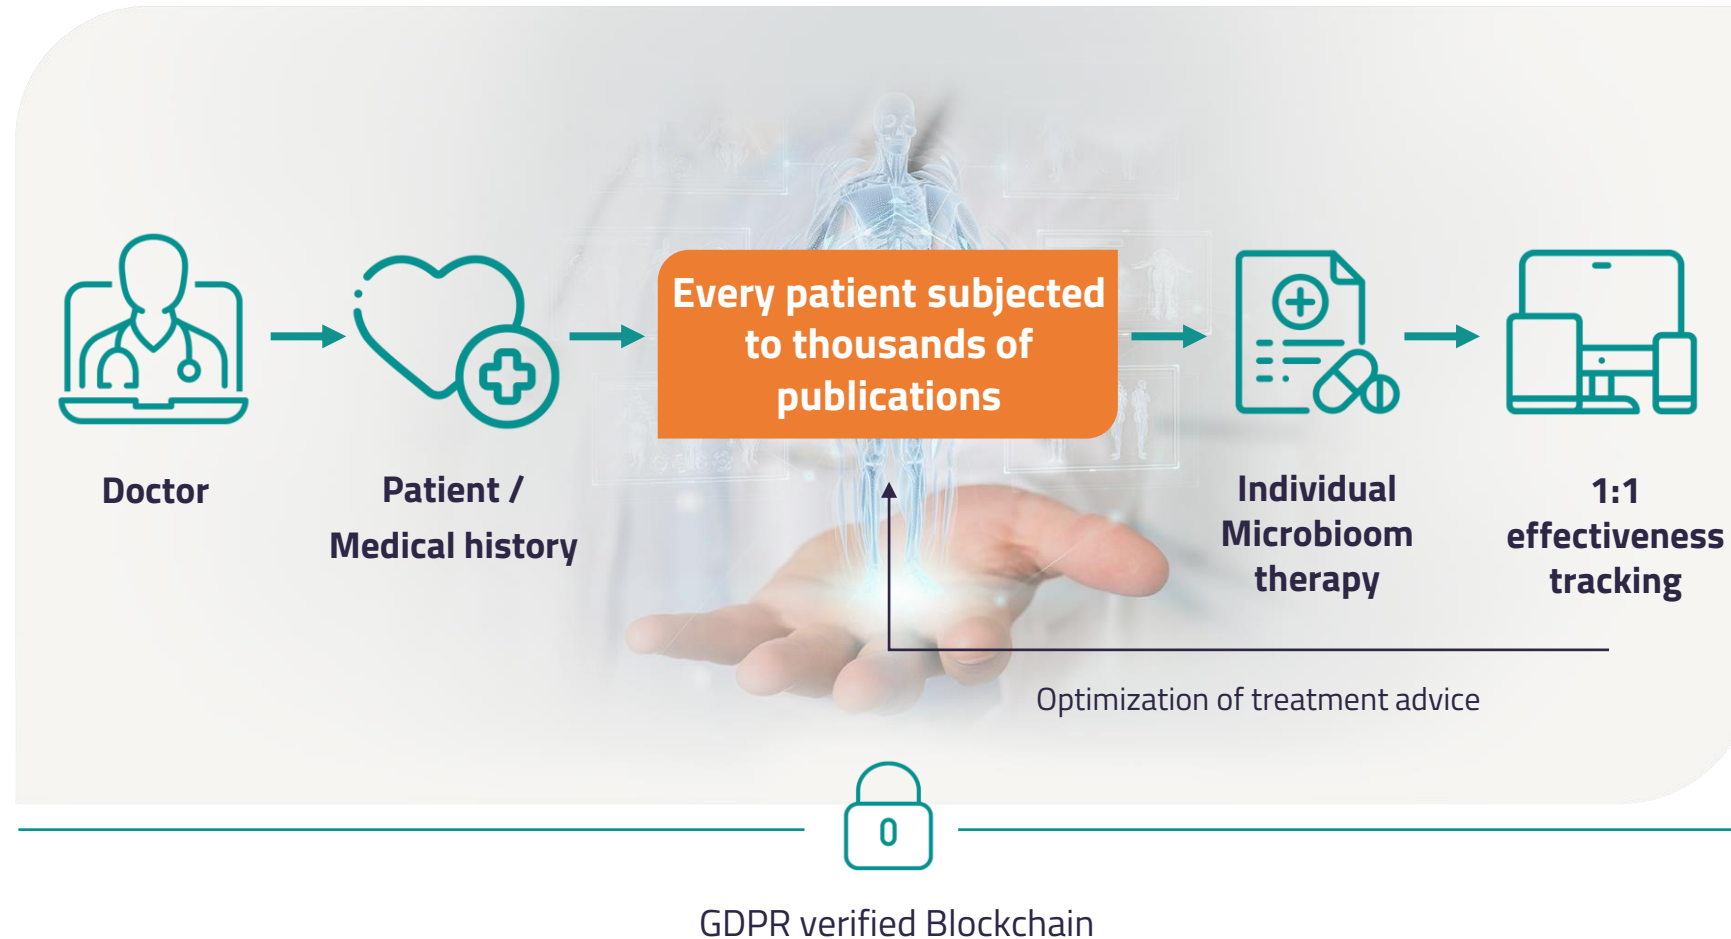 Every patient subjected
to thousands of
publications
Doctor
Patient /
Medical history
Individual
Microbioom
therapy
1:1
effectiveness
tracking
Optimization of treatment advice
GDPR verified Blockchain